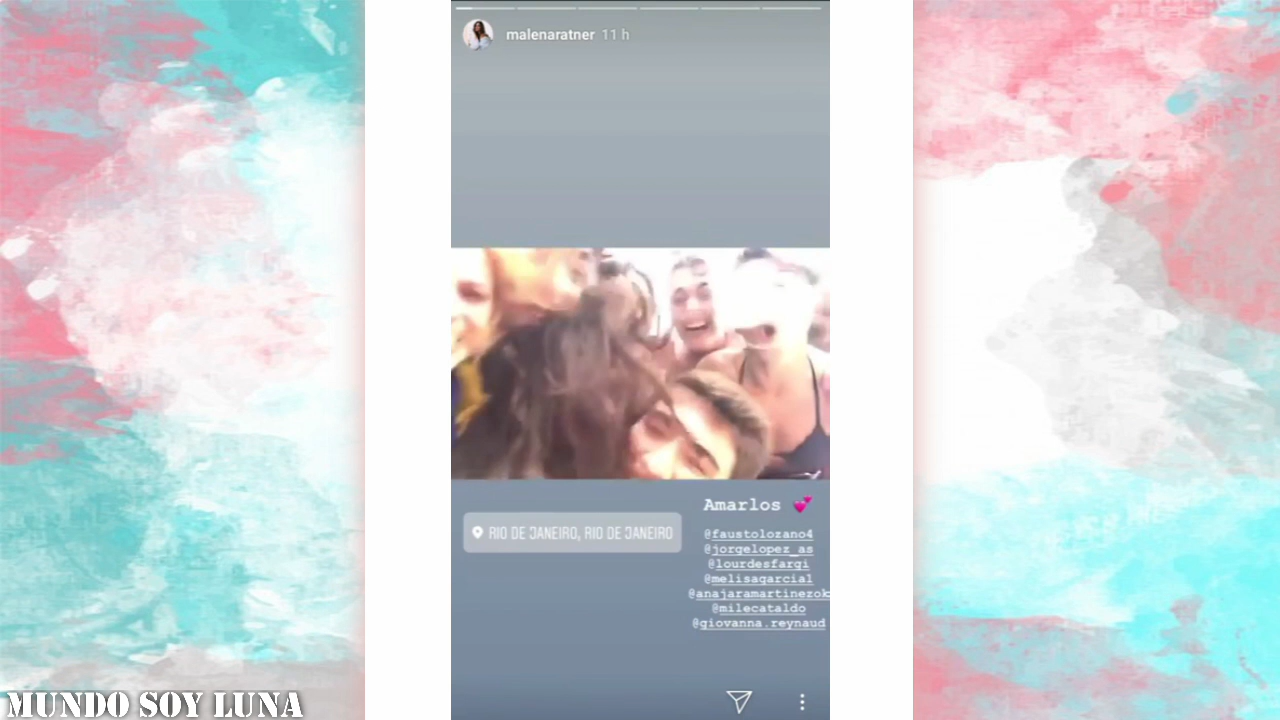 malenaratner 11 h
Amarlos 💕
RIO DE JANEIRO, RIO DE JANEIRO
@faustolozano4
@jorgelopez_as
@lourdesfargi
@melisagarcial
@anajaramartinezok
@milecataldo
@giovanna.reynaud
MUNDO SOY LUNA